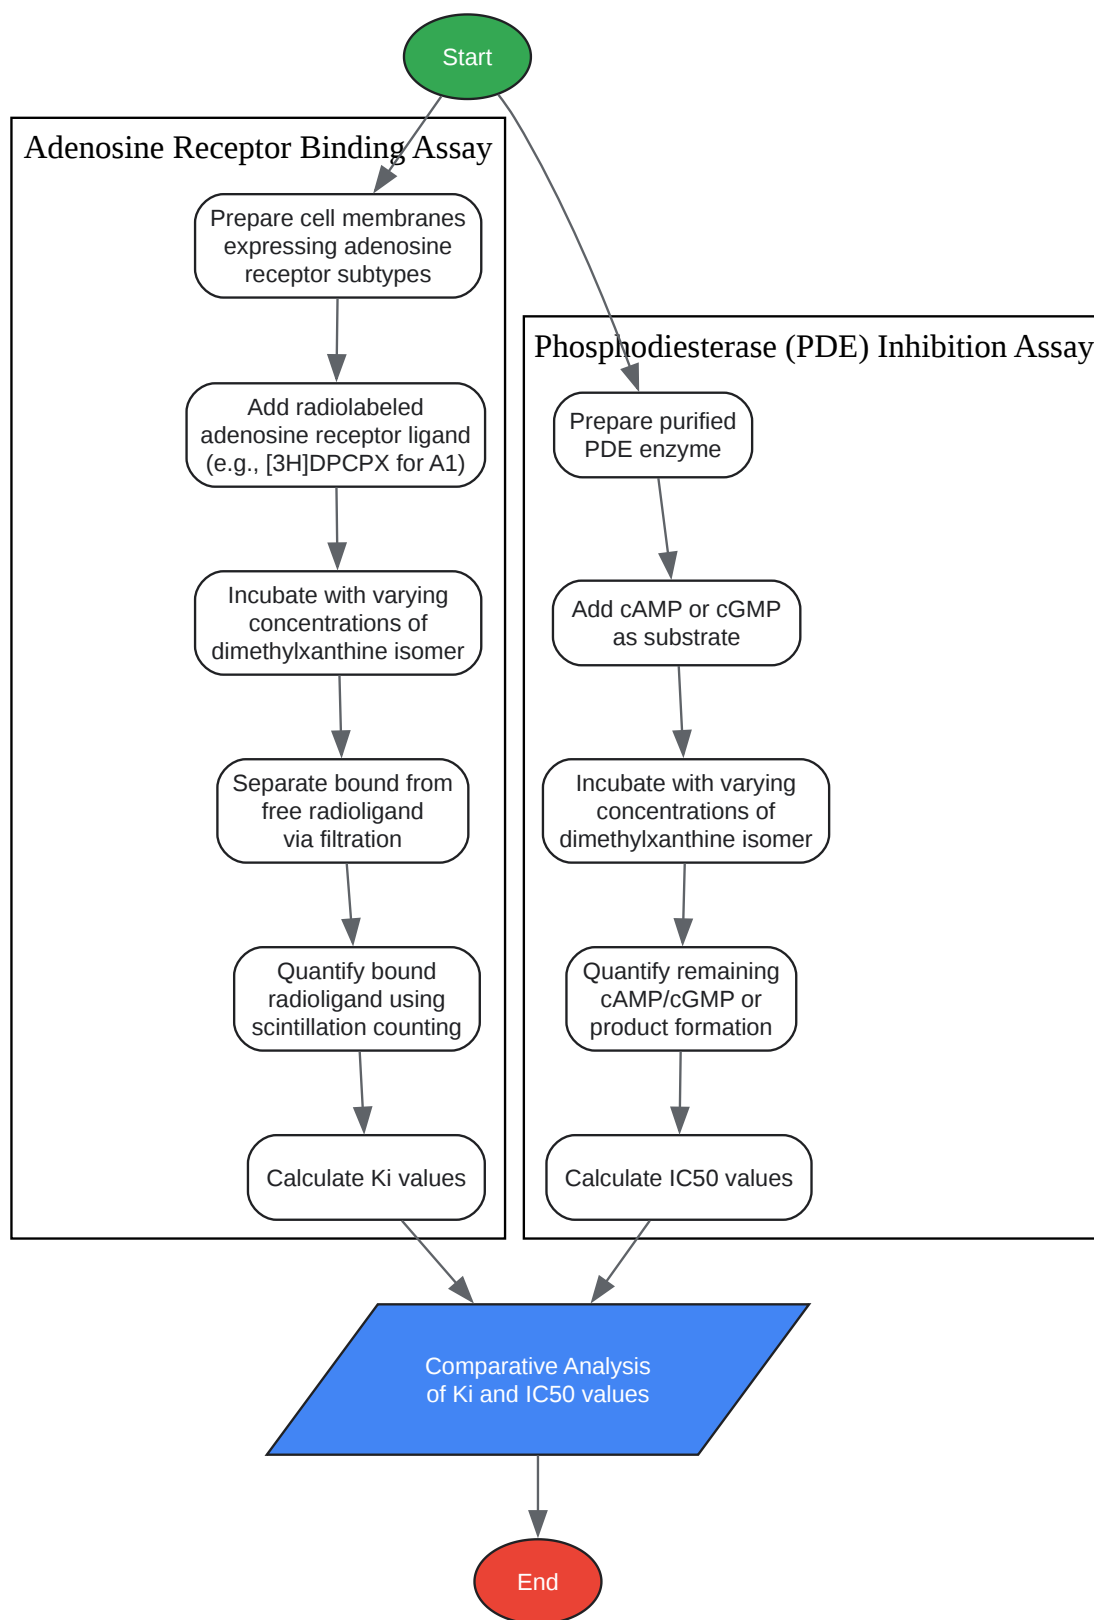 Start
Adenosine Receptor Binding Assay
Prepare cell membranes
expressing adenosine
receptor subtypes
Add radiolabeled
adenosine receptor ligand
(e.g., [3H]DPCPX for A1)
Incubate with varying
concentrations of
dimethylxanthine isomer
Separate bound from
free radioligand
via filtration
Quantify bound
radioligand using
scintillation counting
Calculate Ki values
Phosphodiesterase (PDE) Inhibition Assay
Prepare purified
PDE enzyme
Add cAMP or cGMP
as substrate
Incubate with varying
concentrations of
dimethylxanthine isomer
Quantify remaining
cAMP/cGMP or
product formation
Calculate IC50 values
Comparative Analysis
of Ki and IC50 values
End